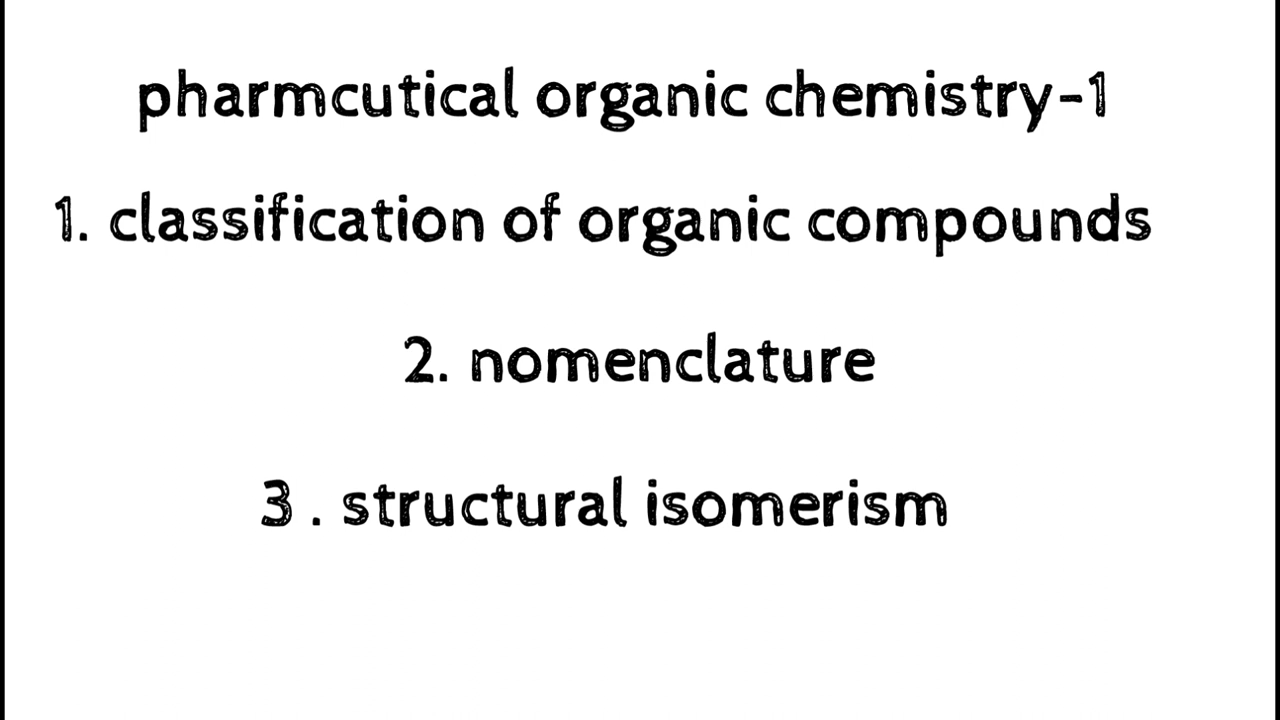 pharmcutical organic chemistry-1
1. classification of organic compounds
2. nomenclature
3 . structural isomerism